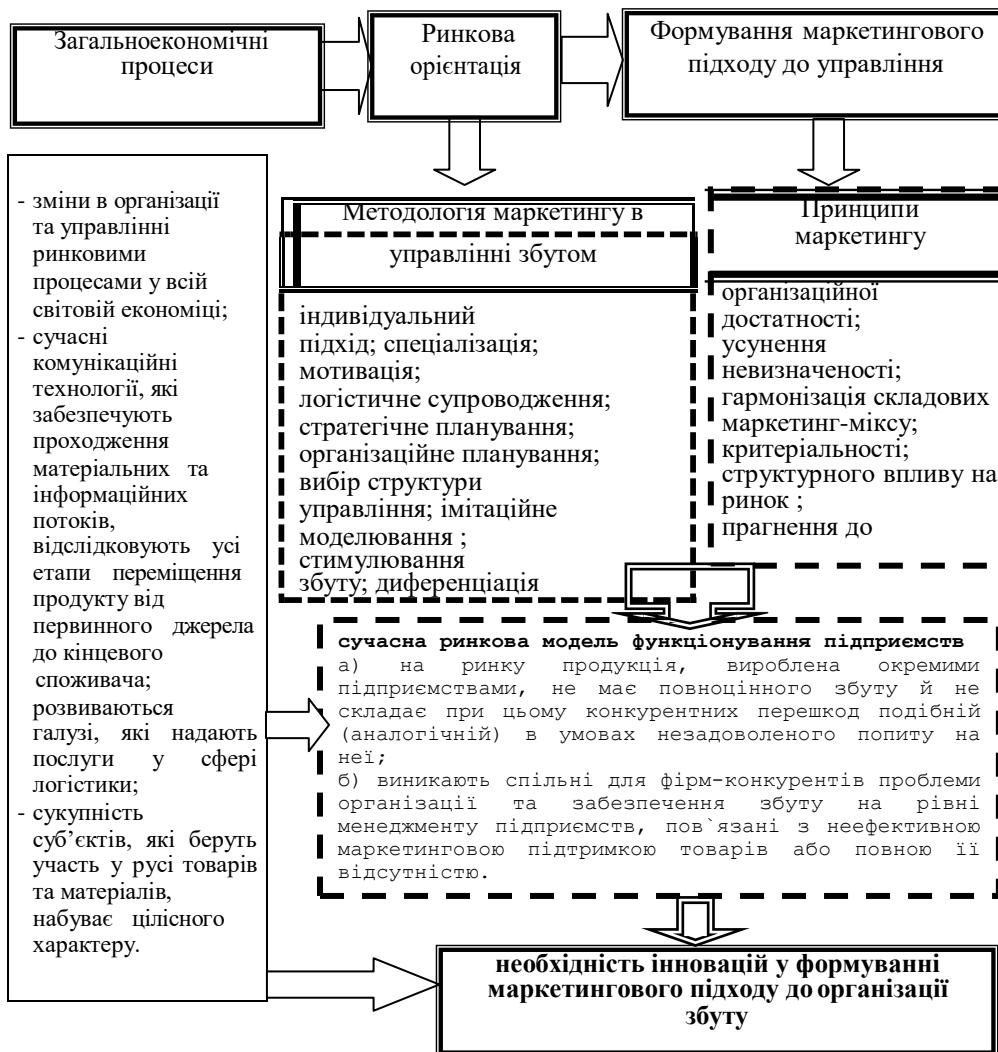 Загальноекономічні
процеси
Ринкова
орієнтація
Формування маркетингового
підходу до управління
- зміни в організації
та управлінні
ринковими
процесами у всій
світовій економіці;
- сучасні
комунікаційні
технології, які
забезпечують
проходження
матеріальних та
інформаційних
потоків,
відслідковують усі
етапи переміщення
продукту від
первинного джерела
до кінцевого
споживача;
розвиваються
галузі, які надають
послуги у сфері
логістики;
- сукупність
суб’єктів, які беруть
участь у русі товарів
та матеріалів,
набуває цілісного
характеру.
Методологія маркетингу в
управлінні збутом
індивідуальний
підхід; спеціалізація;
мотивація;
логістичне супроводження;
стратегічне планування;
організаційне планування;
вибір структури
управління; імітаційне
моделювання ;
стимулювання
збуту; диференціація
Принципи
маркетингу
організаційної
достатності;
усунення
невизначеності;
гармонізація складових
маркетинг-міксу;
критеріальності;
структурного впливу на
ринок ;
прагнення до
сучасна ринкова модель функціонування підприємств
а) на ринку продукція, вироблена окремими
підприємствами, не має повноцінного збуту й не
складає при цьому конкурентних перешкод подібній
(аналогічній) в умовах незадоволеного попиту на
неї;
б) виникають спільні для фірм-конкурентів проблеми
організації та забезпечення збуту на рівні
менеджменту підприємств, пов`язані з неефективною
маркетинговою підтримкою товарів або повною її
відсутністю.
необхідність інновацій у формуванні
маркетингового підходу до організації
збуту